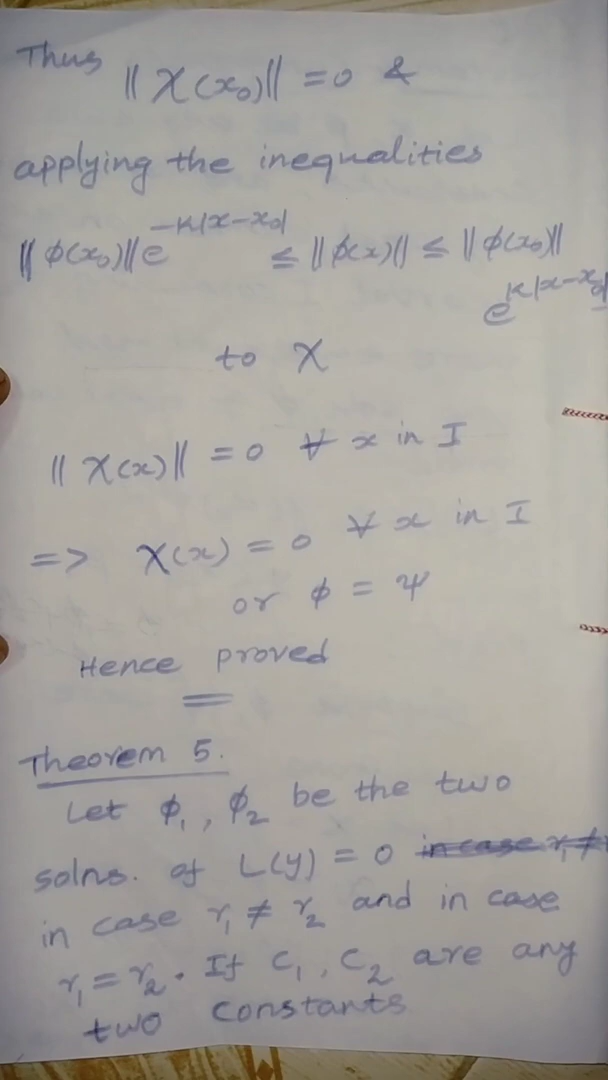 Thus ||χ(x₀)|| = 0 &
applying the inequalities
||ϕ(x₀)||e^{-k|x-x₀|} ≤ ||ϕ(x)|| ≤ ||ϕ(x₀)||
e^{k|x-x₀|}
to χ
||χ(x)|| = 0 ∀ x in I
=> χ(x) = 0 ∀ x in I
or ϕ = ψ
Hence proved
Theorem 5.
Let ϕ₁, ϕ₂ be the two
solns. of L(y) = 0 in case r₁ ≠
in case r₁ ≠ r₂ and in case
r₁ = r₂. If C₁, C₂ are any
two constants